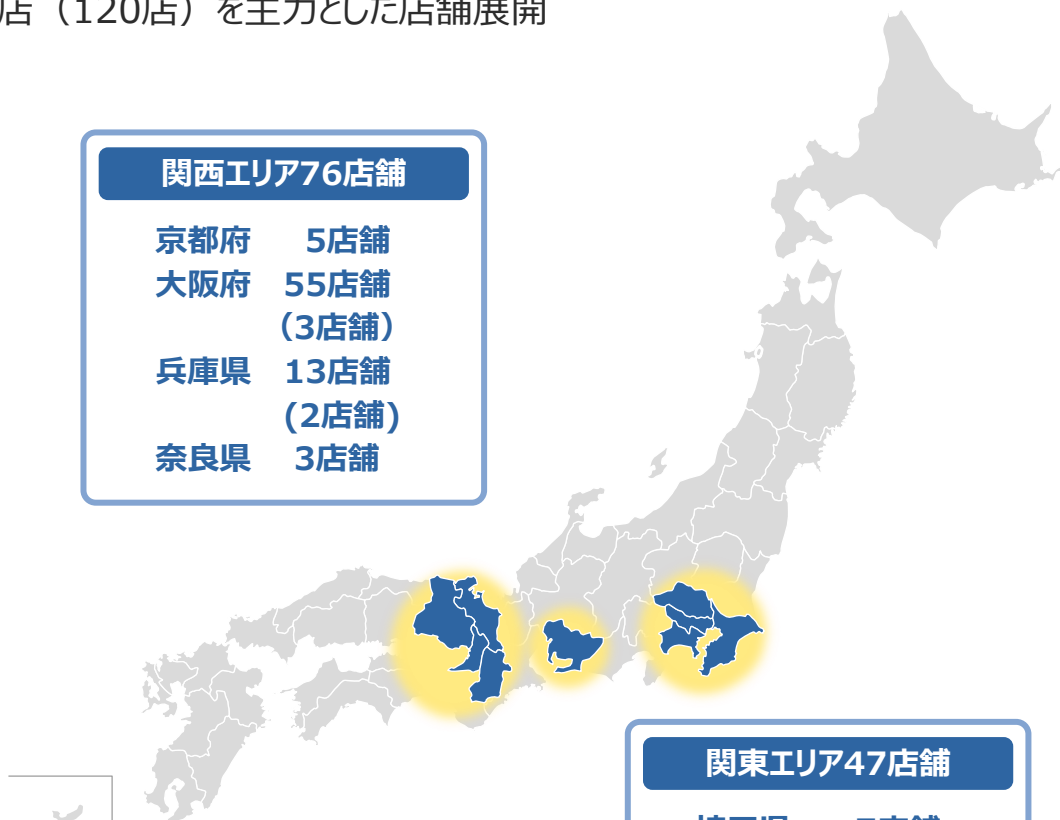 店（120店）を主力とした店舗展開
関西エリア76店舗
京都府 5店舗
大阪府 55店舗
（3店舗）
兵庫県 13店舗
(2店舗)
奈良県 3店舗
関東エリア47店舗